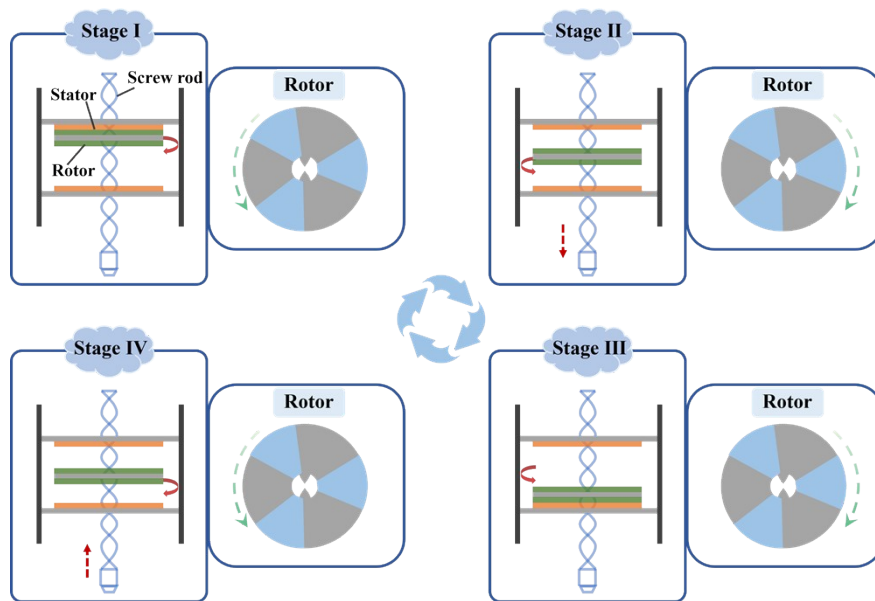 Stage I
Screw rod
Stator
Rotor
Rotor
Stage II
Rotor
Stage IV
Rotor
Stage III
Rotor